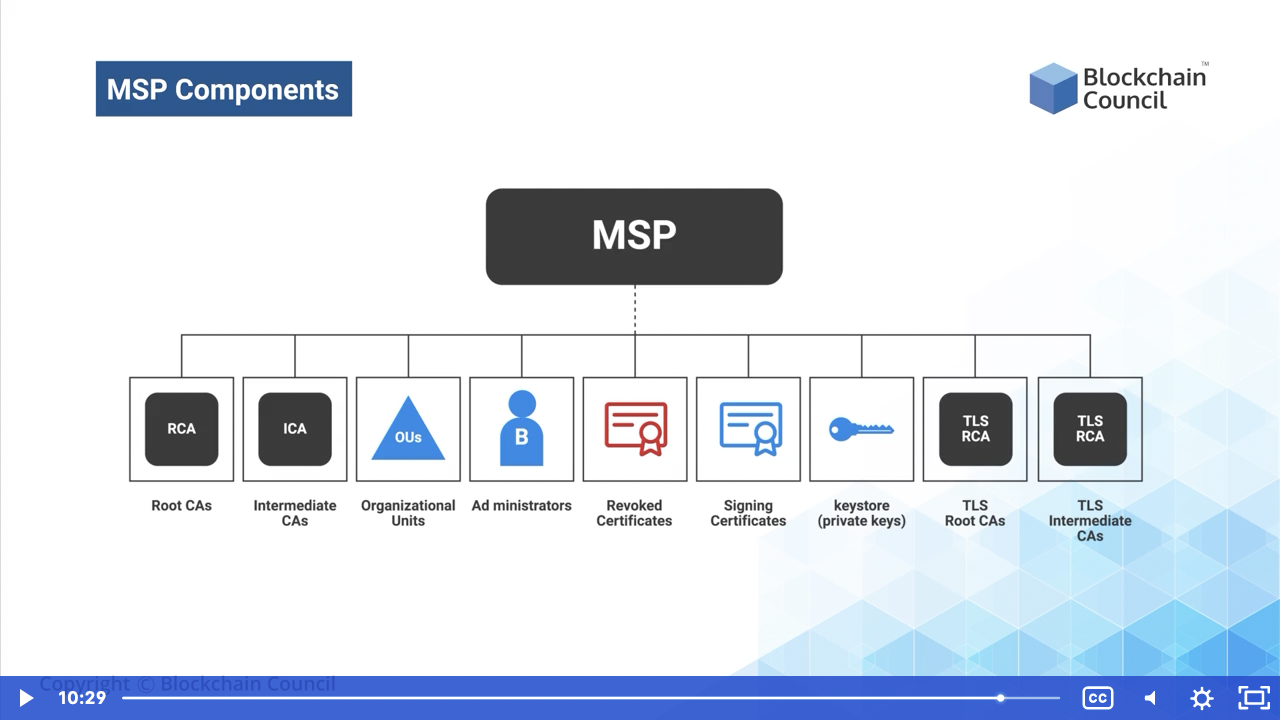 MSP Components
Blockchain
Council
TM
MSP
RCA
ICA
OUs
B
TLS
RCA
TLS
RCA
Root CAs
Intermediate
CAs
Organizational
Units
Ad ministrators
Revoked
Certificates
Signing
Certificates
keystore
(private keys)
TLS
Root CAs
TLS
Intermediate
CAs
Copyright © Blockchain Council
10:29
CC